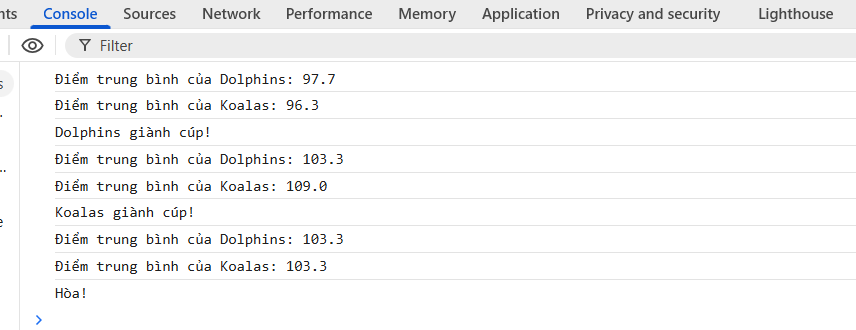 nts Console Sources Network Performance Memory Application Privacy and security Lighthouse
Filter
s
Điểm trung bình của Dolphins: 97.7
Điểm trung bình của Koalas: 96.3
Dolphins giành cúp!
Điểm trung bình của Dolphins: 103.3
Điểm trung bình của Koalas: 109.0
Koalas giành cúp!
e
Điểm trung bình của Dolphins: 103.3
Điểm trung bình của Koalas: 103.3
Hòa!